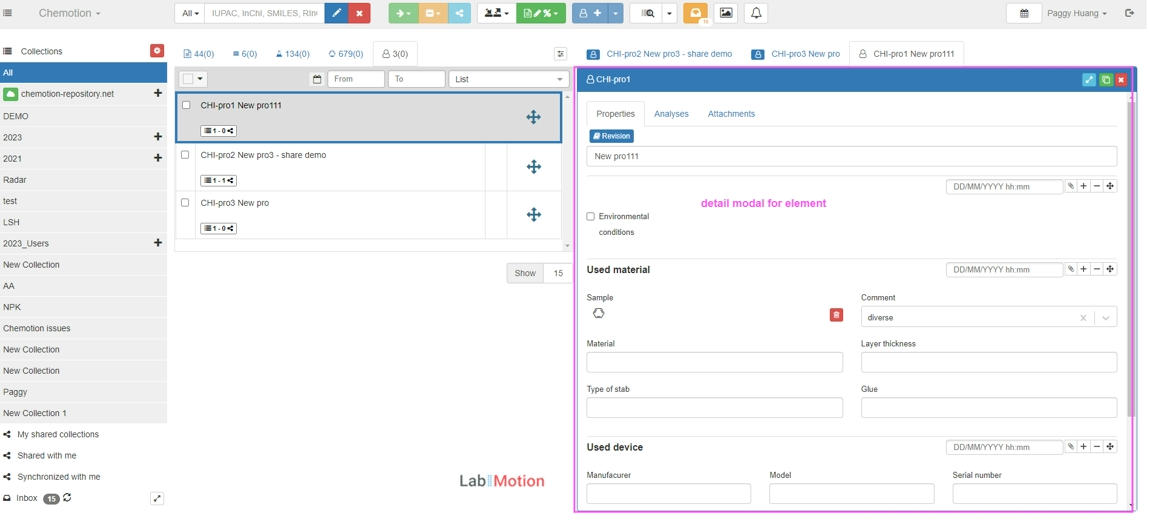 Chemotion
All
IUPAC, InChI, SMILES, RIn
Paggy Huang
Collections
44(0)
6(0)
134(0)
679(0)
3(0)
CHI-pro2 New pro3 - share demo
CHI-pro3 New pro
CHI-pro1 New pro111
All
From
To
List
CHI-pro1
chemotion-repository.net
CHI-pro1 New pro111
1 - 0
DEMO
Properties
Analyses
Attachments
2023
Revision
2021
CHI-pro2 New pro3 - share demo
New pro111
Radar
1 - 1
DD/MM/YYYY hh:mm
test
CHI-pro3 New pro
detail modal for element
LSH
1 - 0
Environmental
conditions
2023_Users
New Collection
Used material
DD/MM/YYYY hh:mm
Show
15
AA
Sample
Comment
NPK
diverse
Chemotion issues
Material
Layer thickness
New Collection
New Collection
Type of stab
Glue
Paggy
New Collection 1
My shared collections
Used device
DD/MM/YYYY hh:mm
Shared with me
Synchronized with me
Manufacurer
Model
Serial number
LabIMotion
Inbox
15